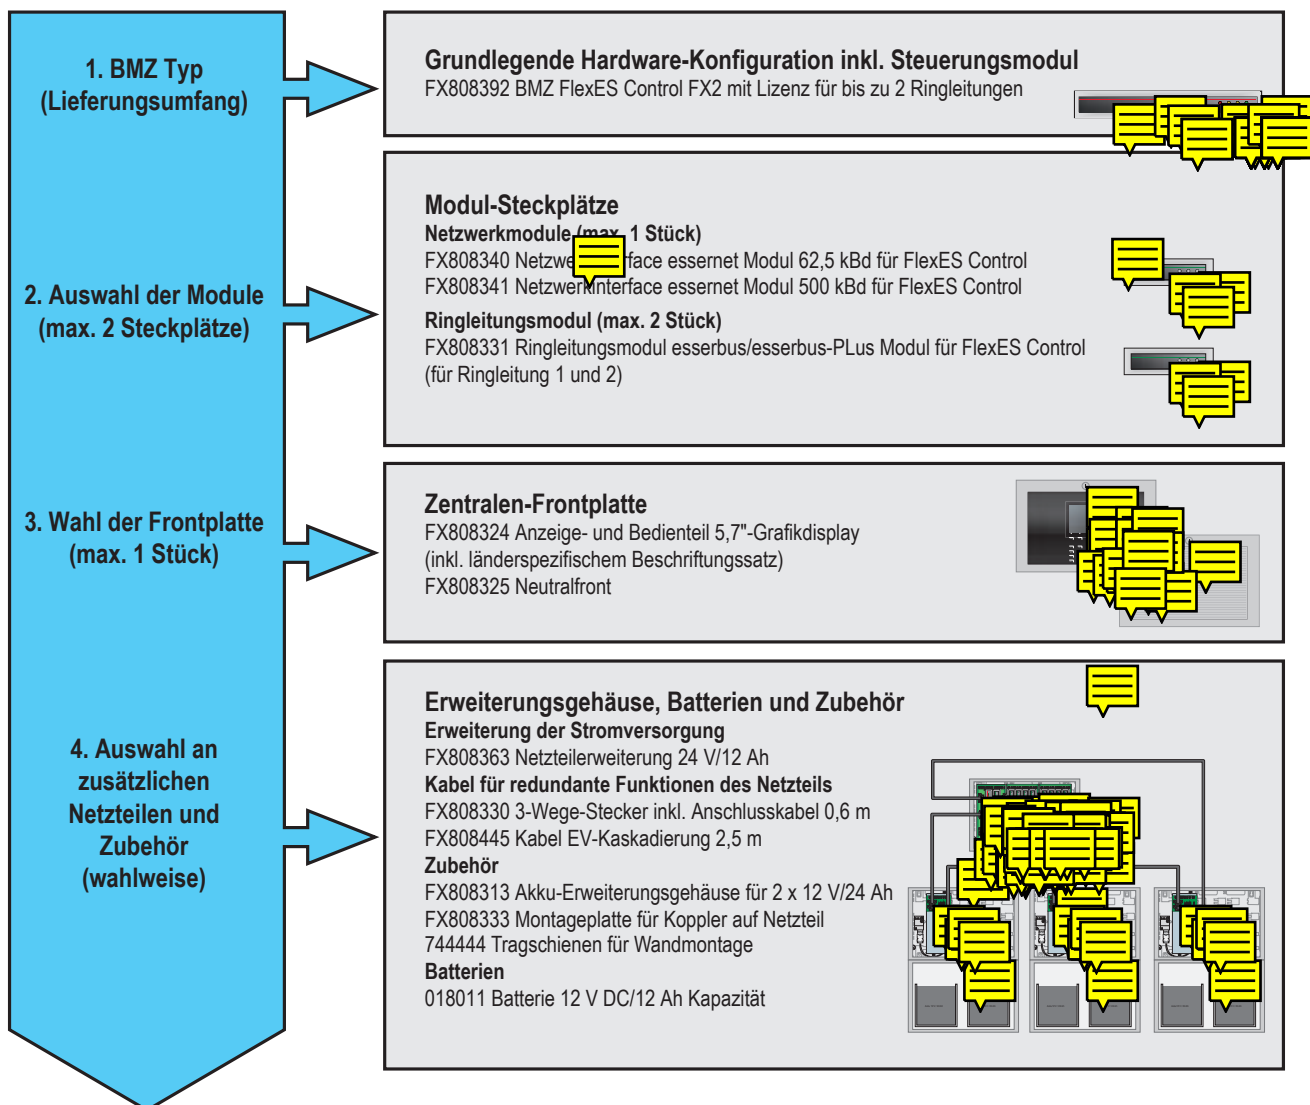 1. BMZ Typ
(Lieferungsumfang)
Grundlegende Hardware-Konfiguration inkl. Steuerungsmodul
FX808392 BMZ FlexES Control FX2 mit Lizenz für bis zu 2 Ringleitungen
2. Auswahl der Module
(max. 2 Steckplätze)
Modul-Steckplätze
Netzwerkmodule (max. 1 Stück)
FX808340 essernet Modul 62,5 kBd für FlexES Control
FX808341 Netzwerkinterface essernet Modul 500 kBd für FlexES Control
Ringleitungsmodul (max. 2 Stück)
FX808331 Ringleitungsmodul esserbus/esserbus-PLus Modul für FlexES Control
(für Ringleitung 1 und 2)
3. Wahl der Frontplatte
(max. 1 Stück)
Zentralen-Frontplatte
FX808324 Anzeige- und Bedienteil 5,7"-Grafikdisplay
(inkl. länderspezifischem Beschriftungssatz)
FX808325 Neutralfront
4. Auswahl an
zusätzlichen
Netzteilen und
Zubehör
(wahlweise)
Erweiterungsgehäuse, Batterien und Zubehör
Erweiterung der Stromversorgung
FX808363 Netzteilerweiterung 24 V/12 Ah
Kabel für redundante Funktionen des Netzteils
FX808330 3-Wege-Stecker inkl. Anschlusskabel 0,6 m
FX808445 Kabel EV-Kaskadierung 2,5 m
Zubehör
FX808313 Akku-Erweiterungsgehäuse für 2 x 12 V/24 Ah
FX808333 Montageplatte für Koppler auf Netzteil
744444 Tragschienen für Wandmontage
Batterien
018011 Batterie 12 V DC/12 Ah Kapazität